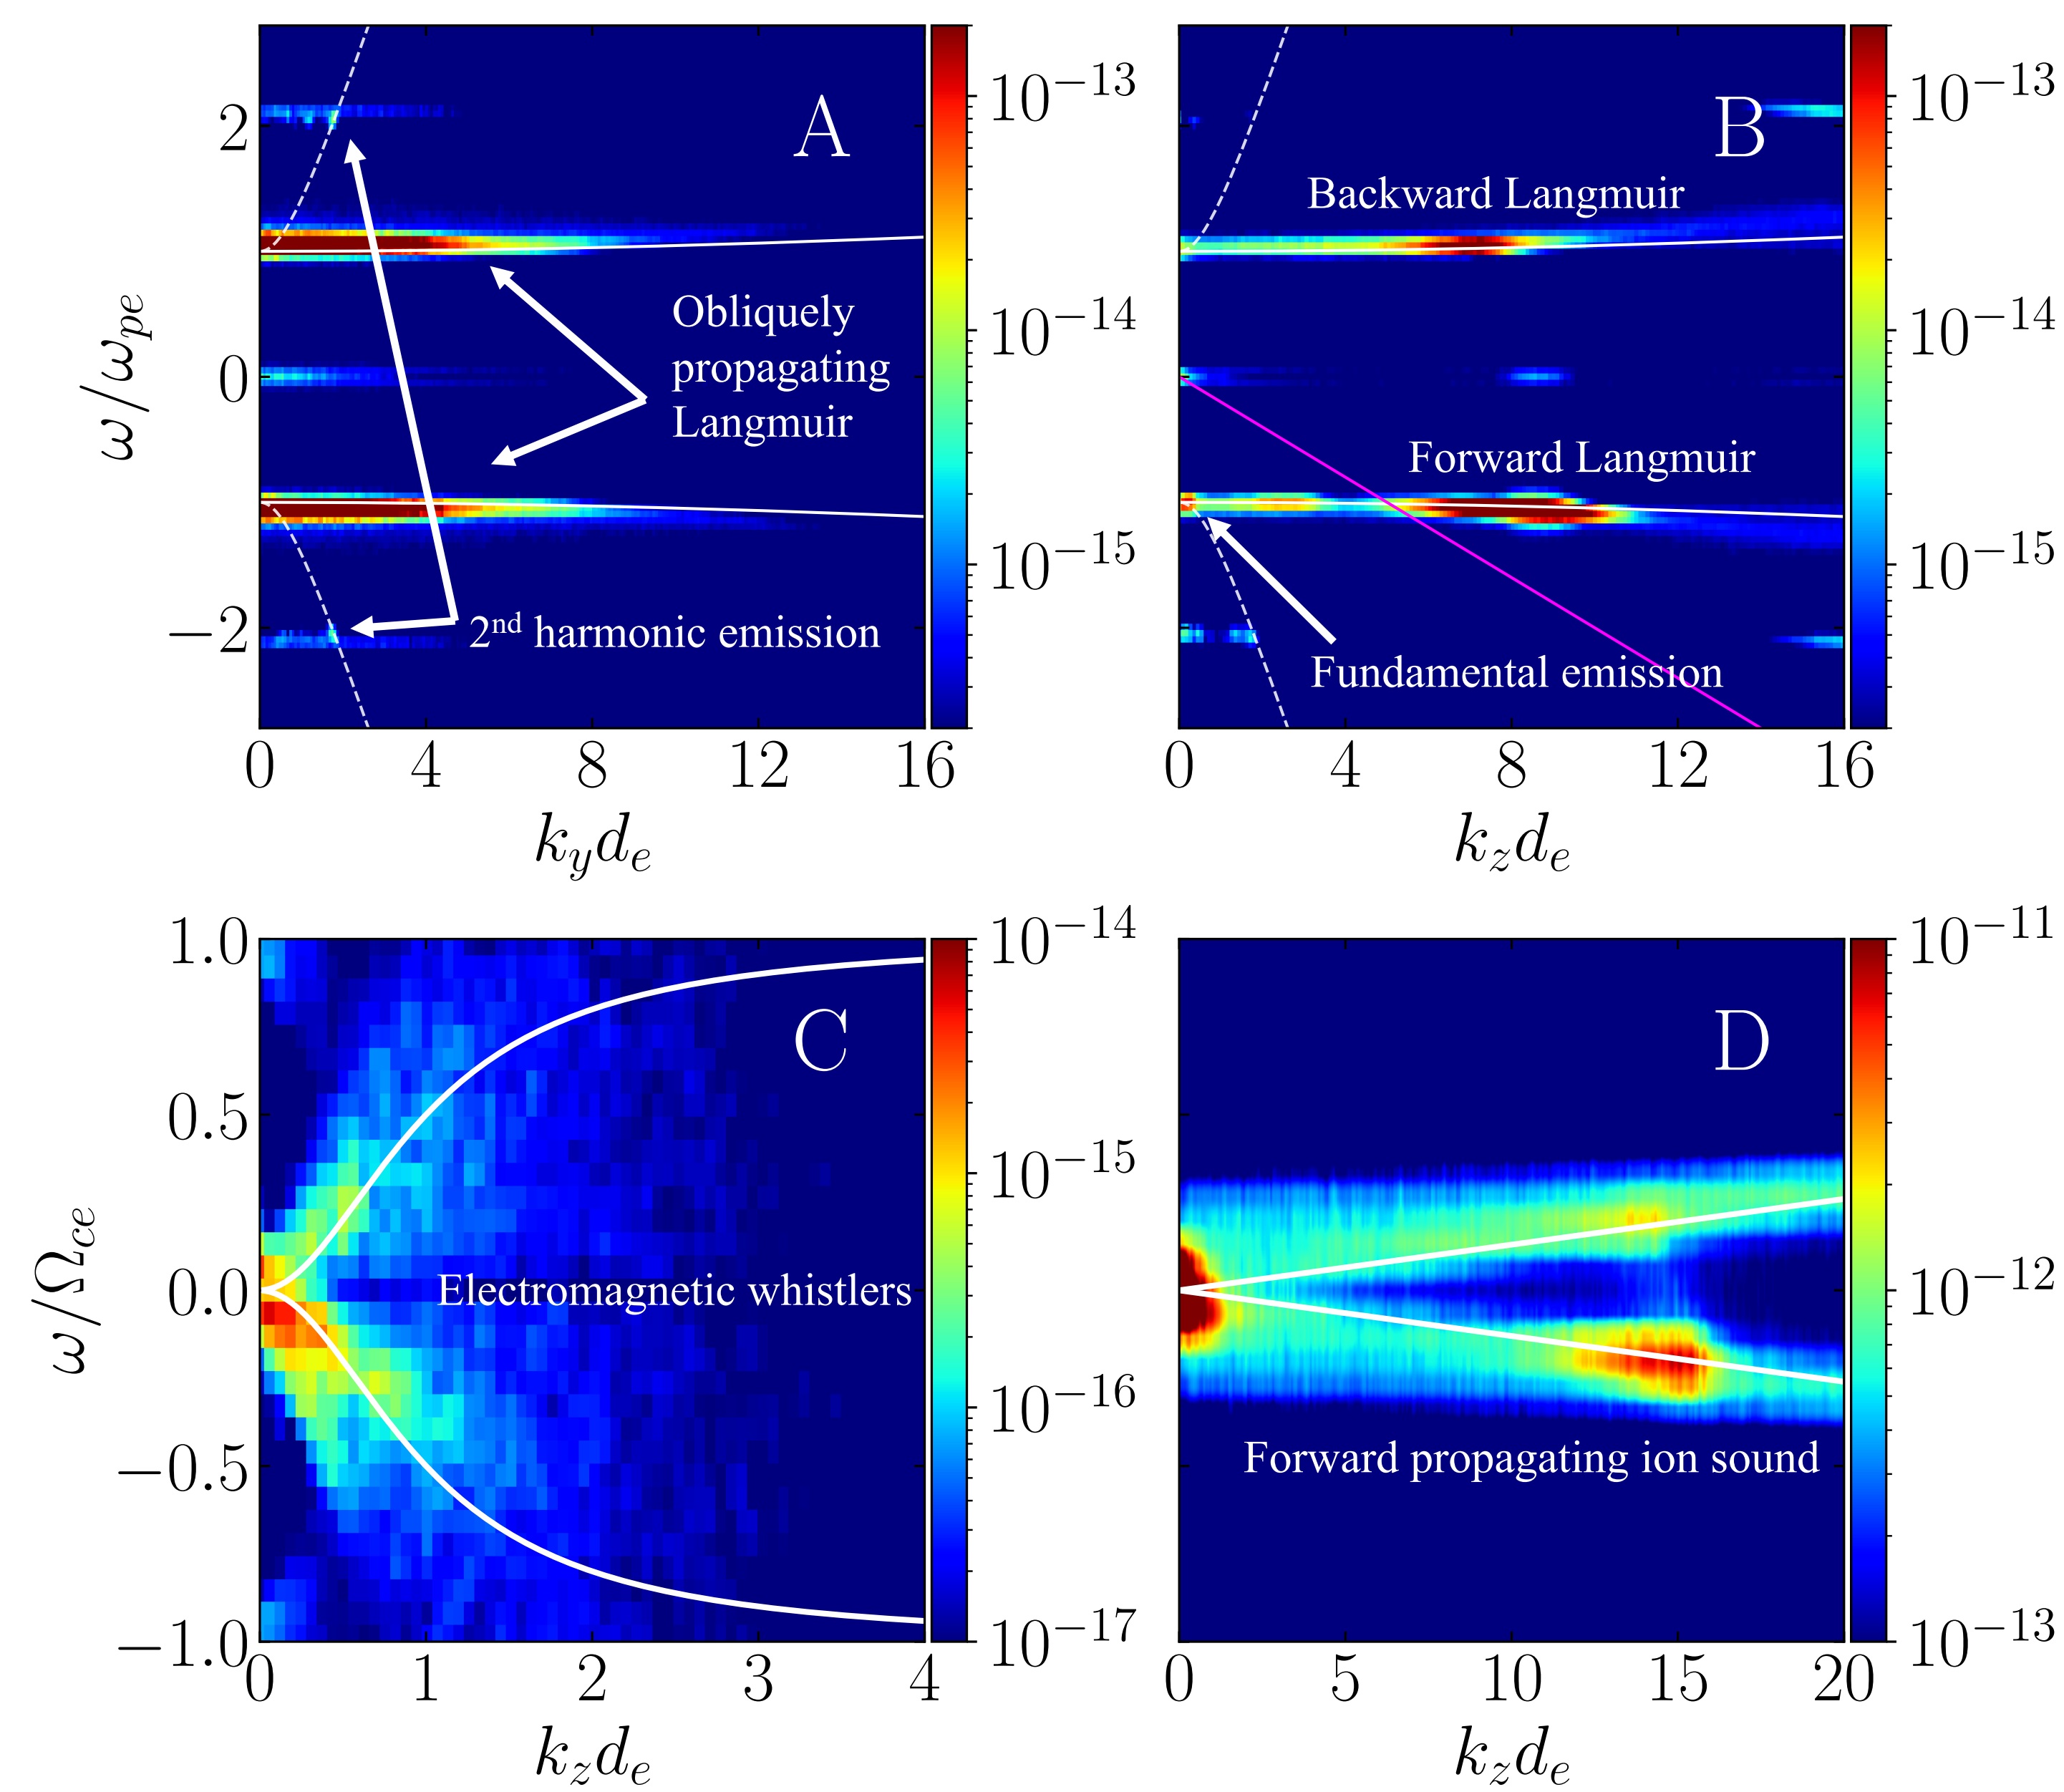 A
2
0
−2
ω/ω_pe
Obliquely
propagating
Langmuir
2nd harmonic emission
0 4 8 12 16
k_y d_e
10^−13
10^−14
10^−15
B
Backward Langmuir
Forward Langmuir
Fundamental emission
0 4 8 12 16
k_z d_e
10^−13
10^−14
10^−15
C
1.0
0.5
0.0
−0.5
−1.0
ω/Ω_ce
Electromagnetic whistlers
0 1 2 3 4
k_z d_e
10^−14
10^−15
10^−16
10^−17
D
Forward propagating ion sound
0 5 10 15 20
k_z d_e
10^−11
10^−12
10^−13